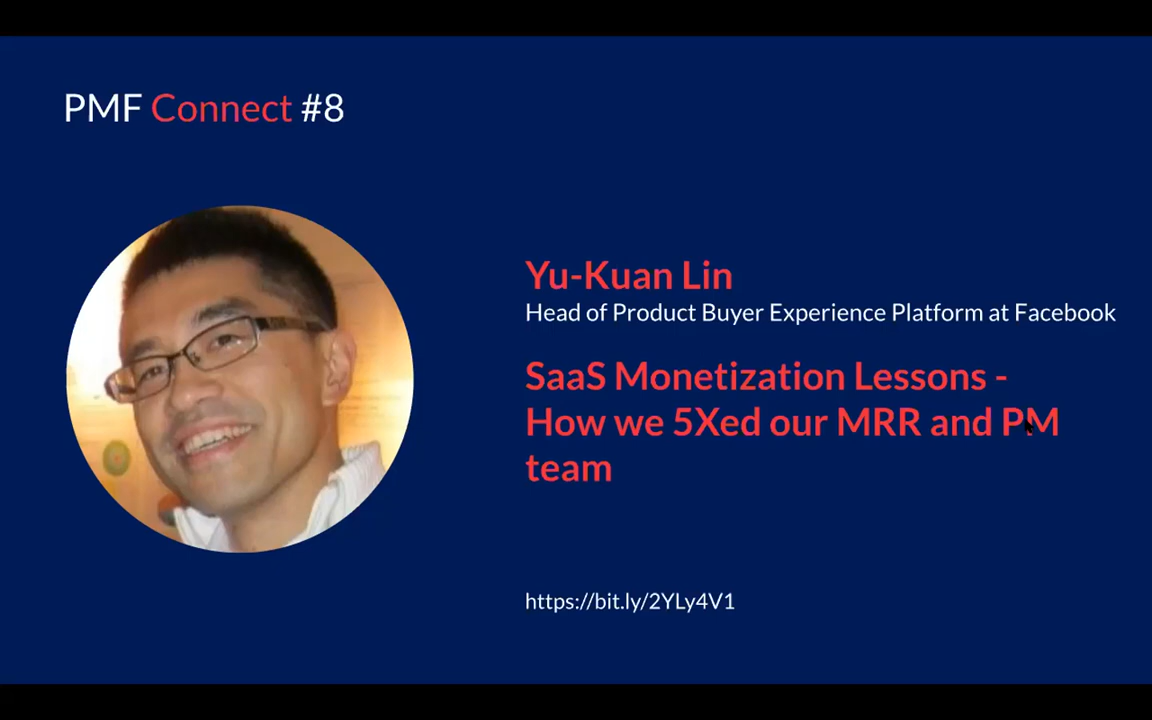 PMF Connect #8
Yu-Kuan Lin
Head of Product Buyer Experience Platform at Facebook
SaaS Monetization Lessons -
How we 5Xed our MRR and PM
team
https://bit.ly/2YLy4V1